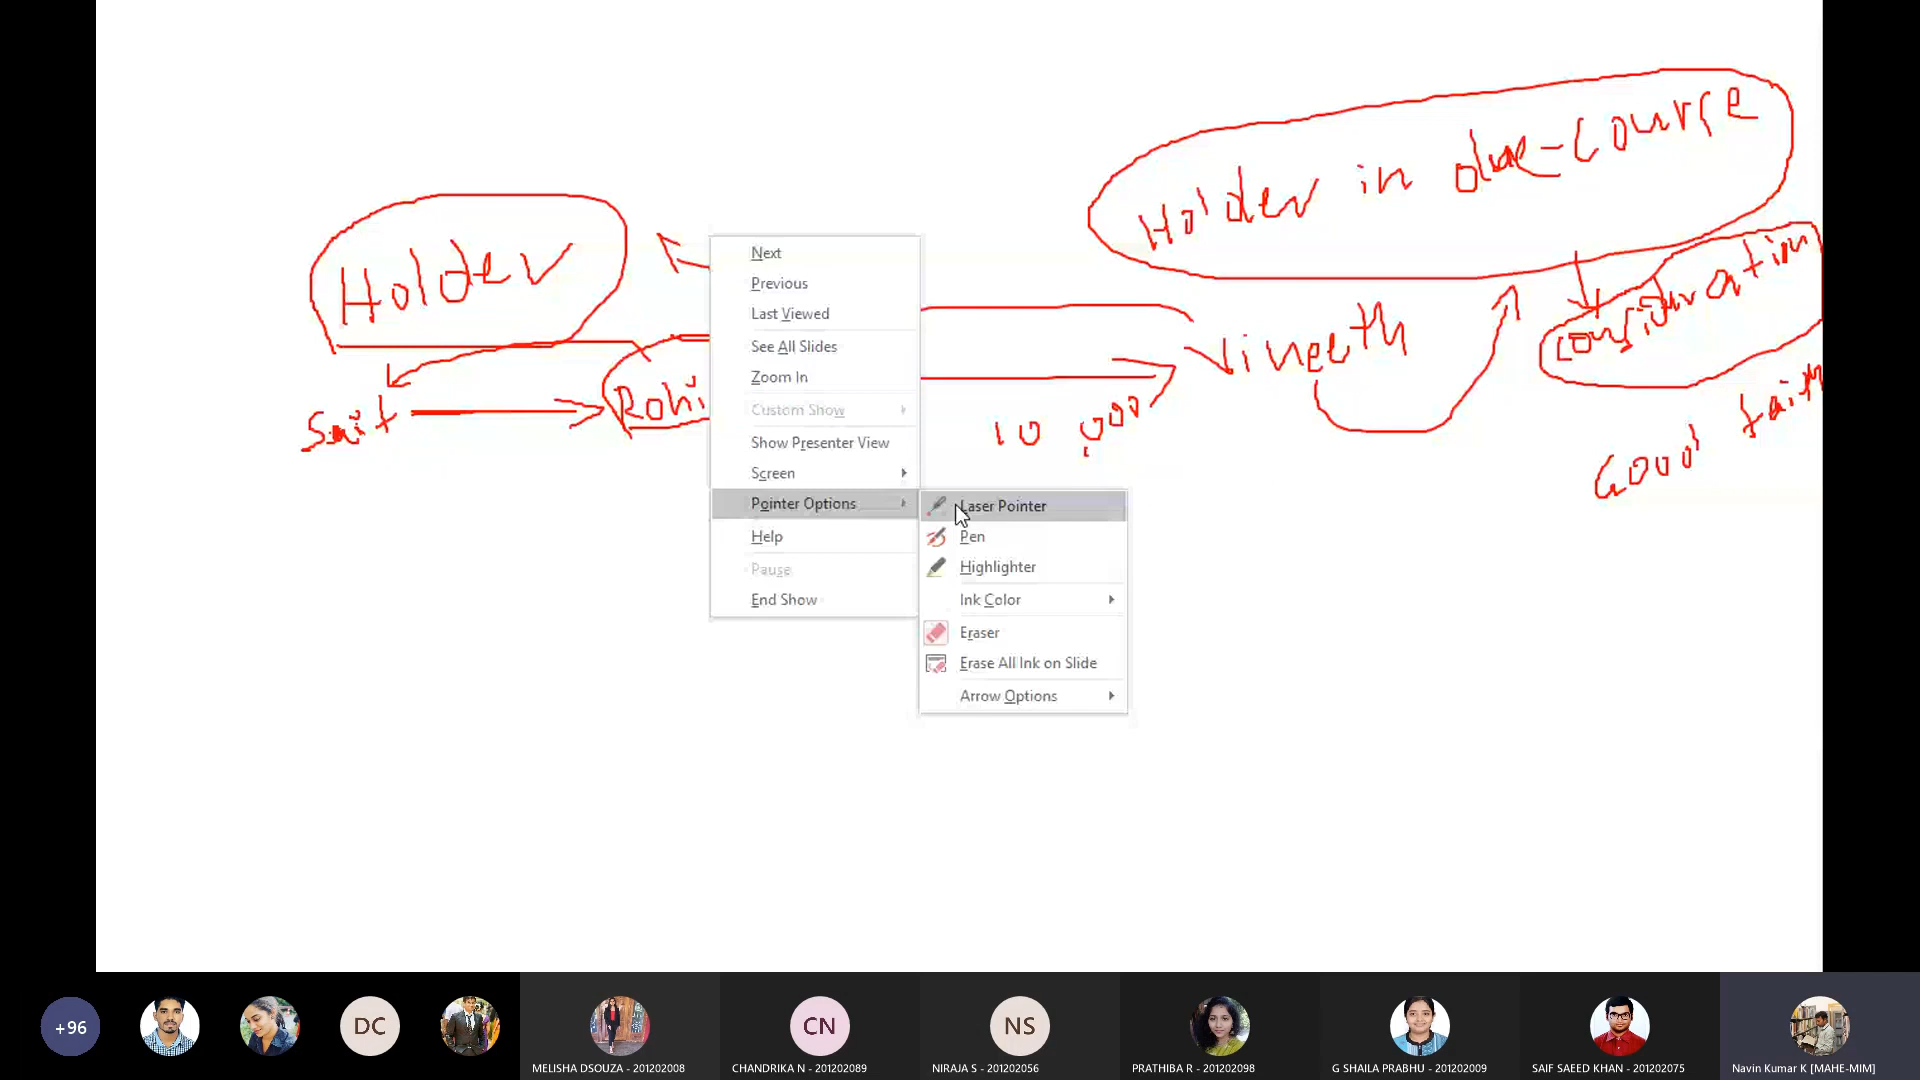 Holder in due-course
Holder
consideration
Vineeth
Saif
Rohi
10,000
Good faith
Next
Previous
Last Viewed
See All Slides
Zoom In
Custom Show
Show Presenter View
Screen
Pointer Options
Help
Pause
End Show
Laser Pointer
Pen
Highlighter
Ink Color
Eraser
Erase All Ink on Slide
Arrow Options
+96
DC
CN
NS
MELISHA DSOUZA - 201202008
CHANDRIKA N - 201202089
NIRAJA S - 201202056
PRATHIBA R - 201202098
G SHAILA PRABHU - 201202009
SAIF SAEED KHAN - 201202075
Navin Kumar K [MAHE-MIM]